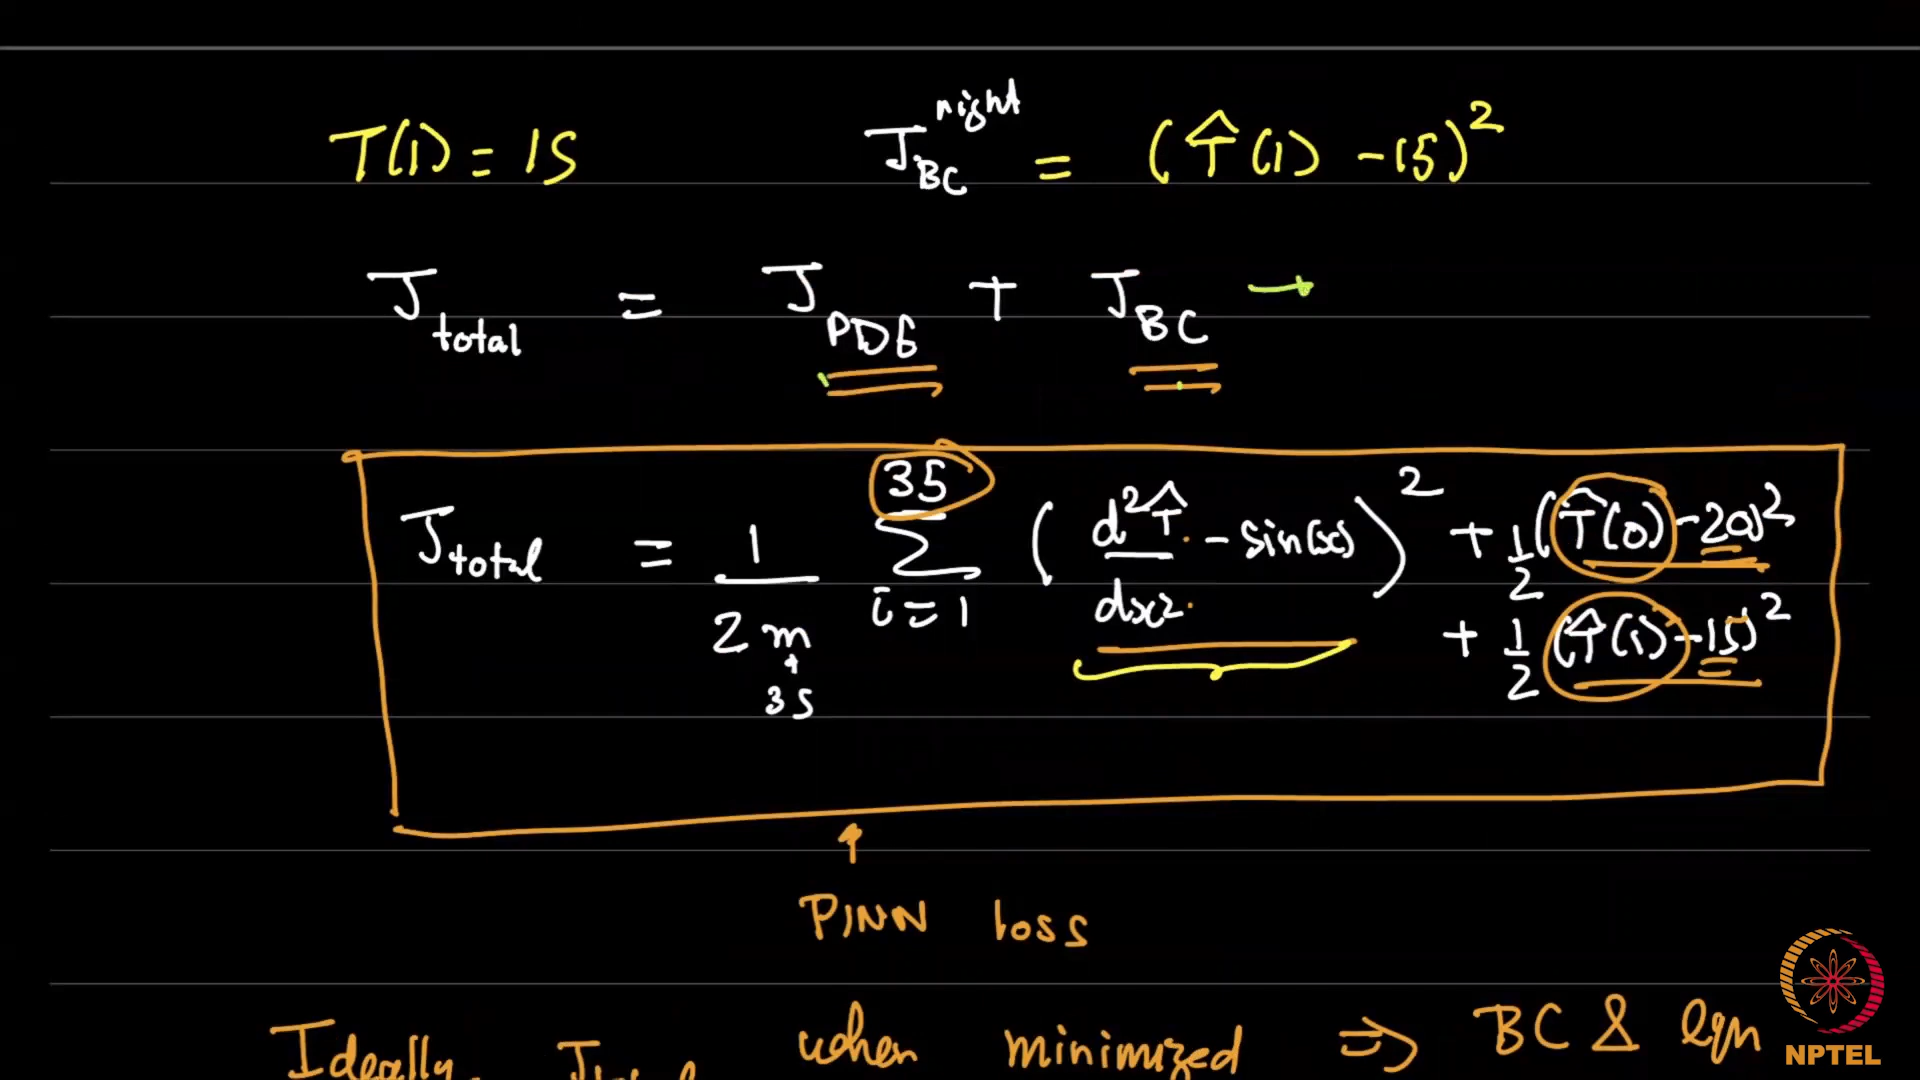 T(1) = 15 J_BC^right = (T̂(1) - 15)²
J_total = J_PDE + J_BC →
J_total = 1/2m Σ_{i=1}^{35} (d²T̂/dx² - sin(x))² + 1/2 (T̂(0) - 20)²
+ 1/2 (T̂(1) - 15)²
35
PINN loss
Ideally, J_total when minimized ⇒ BC & eqn
NPTEL